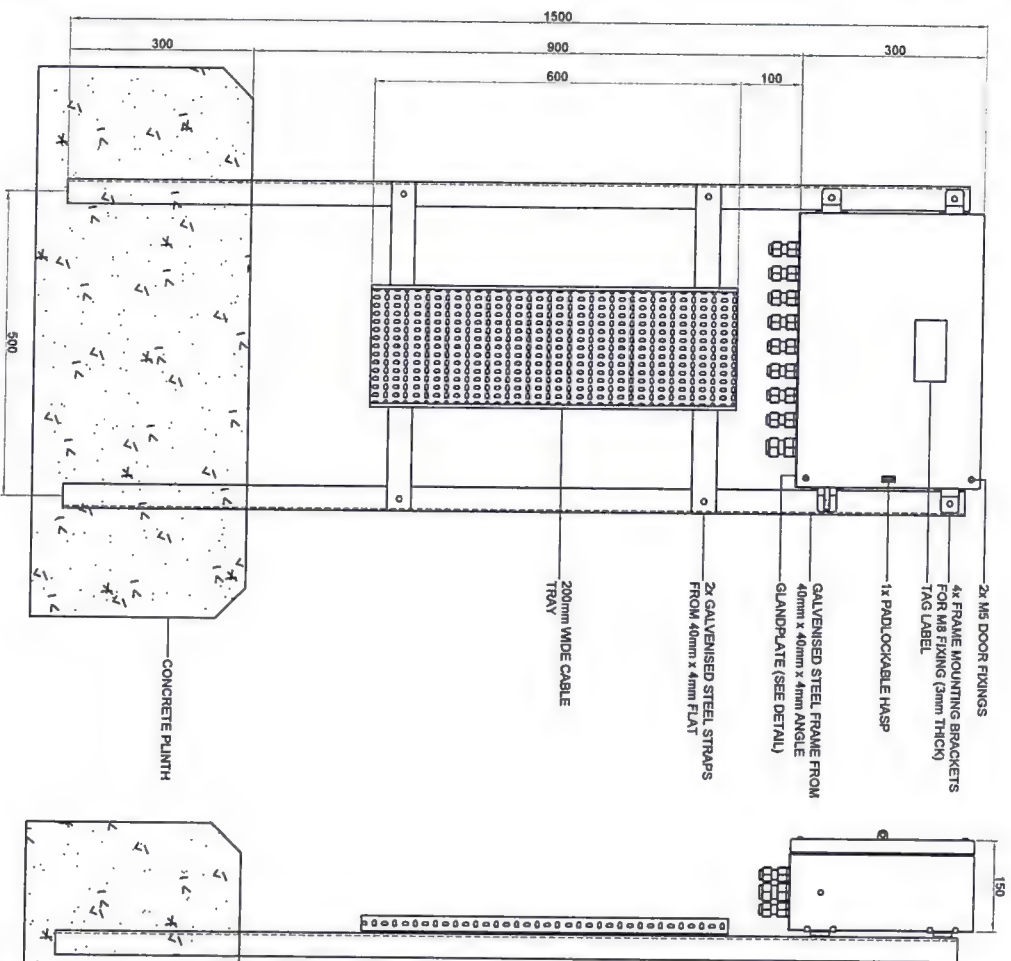 1500
300
900
300
600
100
500
2x M5 DOOR FIXINGS
4x FRAME MOUNTING BRACKETS
FOR M8 FIXING (3mm THICK)
TAG LABEL
1x PADLOCKABLE HASP
GALVENISED STEEL FRAME FROM
40mm x 40mm x 4mm ANGLE
GLANDPLATE (SEE DETAIL)
2x GALVENISED STEEL STRAPS
FROM 40mm x 4mm FLAT
200mm WIDE CABLE
TRAY
CONCRETE PLINTH
150